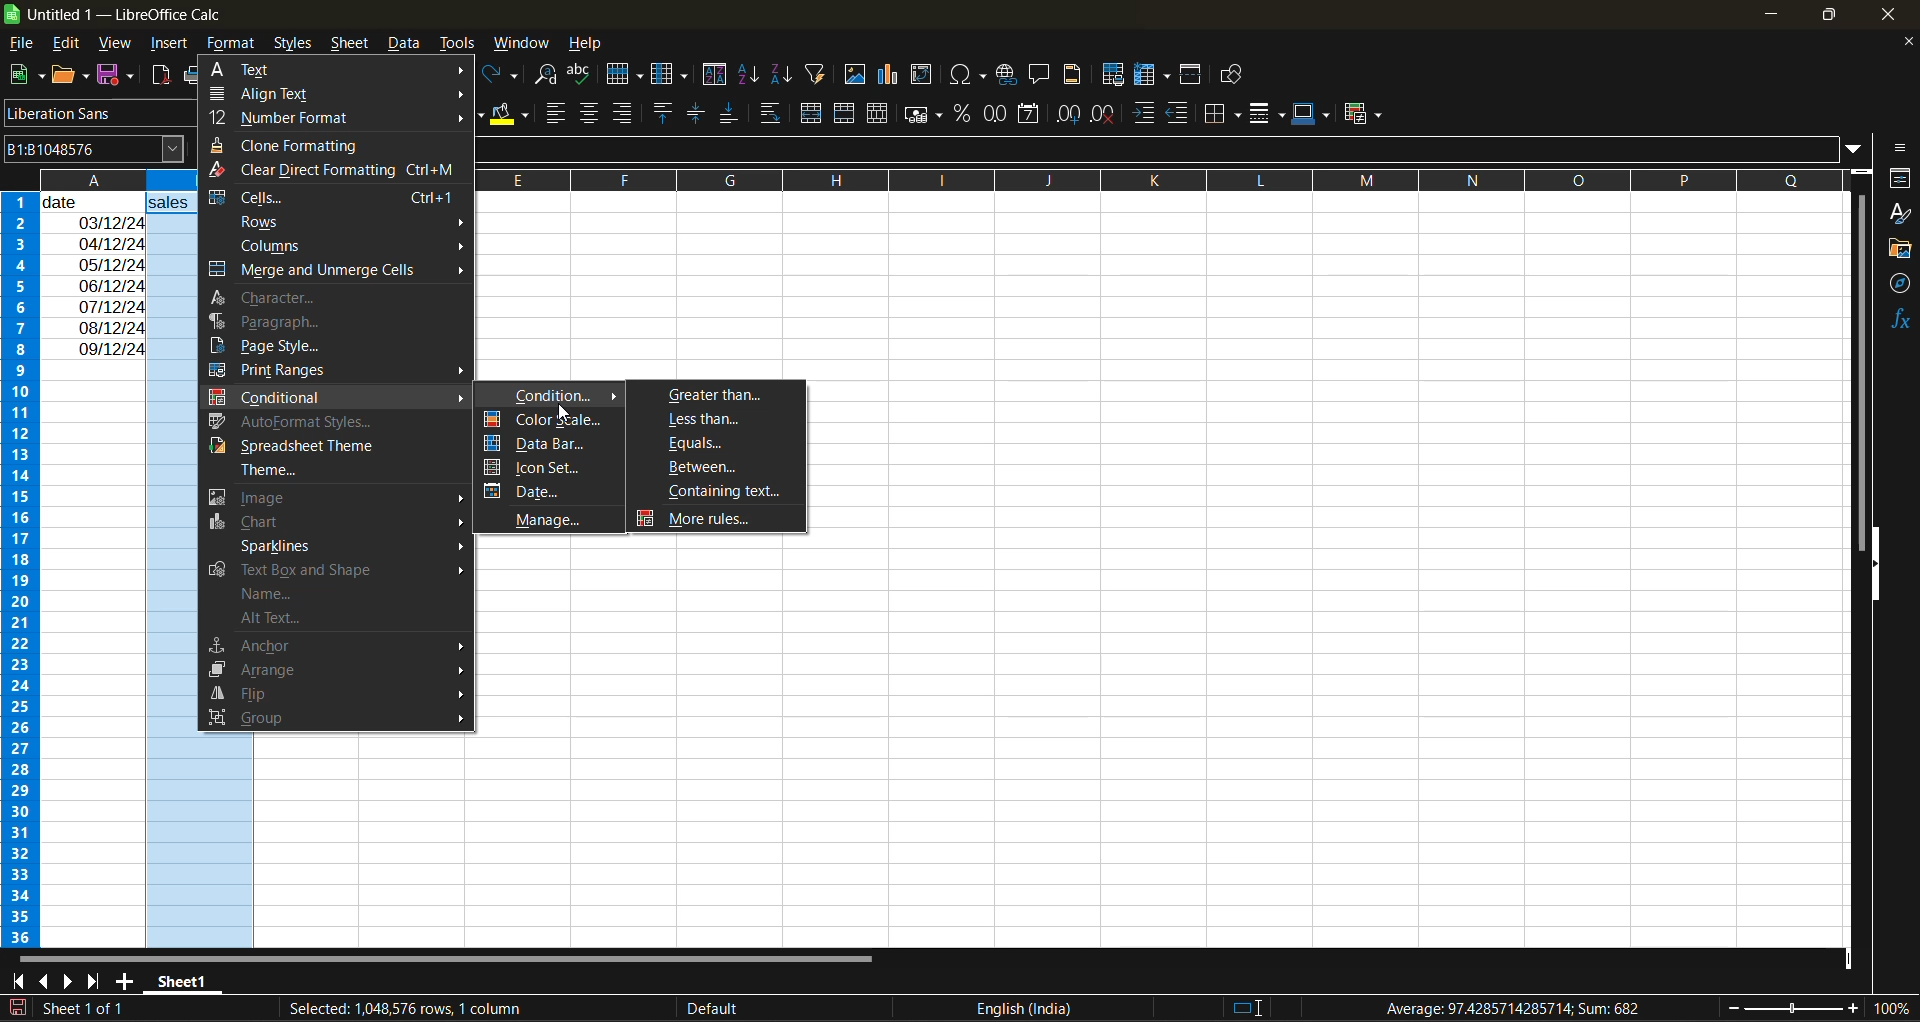 Untitled 1 — LibreOffice Calc
File Edit View Insert Format Styles Sheet Data Tools Window Help
Liberation Sans
B1:B1048576
A E F G H I J K L M N O P Q
1 date sales
2 03/12/24
3 04/12/24
4 05/12/24
5 06/12/24
6 07/12/24
7 08/12/24
8 09/12/24
9
10
11
12
13
14
15
16
17
18
19
20
21
22
23
24
25
26
27
28
29
30
31
32
33
34
35
36
Text
Align Text
Number Format
Clone Formatting
Clear Direct Formatting Ctrl+M
Cells... Ctrl+1
Rows
Columns
Merge and Unmerge Cells
Character...
Paragraph...
Page Style...
Print Ranges
Conditional
AutoFormat Styles...
Spreadsheet Theme
Theme...
Image
Chart
Sparklines
Text Box and Shape
Name...
Alt Text...
Anchor
Arrange
Flip
Group
Condition...
Color Scale...
Data Bar...
Icon Set...
Date...
Manage...
Greater than...
Less than...
Equals...
Between...
Containing text...
More rules...
Sheet1
Sheet 1 of 1
Selected: 1,048,576 rows, 1 column
Default
English (India)
Average: 97.4285714285714; Sum: 682
100%